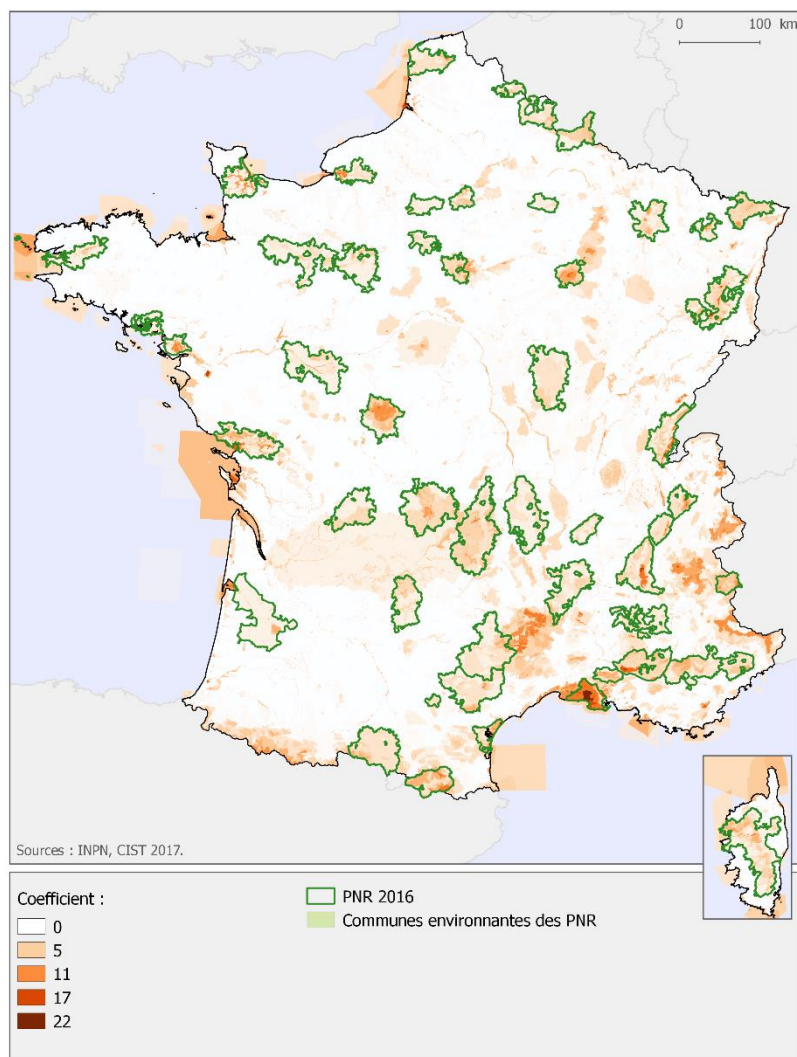 0 100 km
Sources : INPN, CIST 2017.
Coefficient :
0
5
11
17
22
PNR 2016
Communes environnantes des PNR